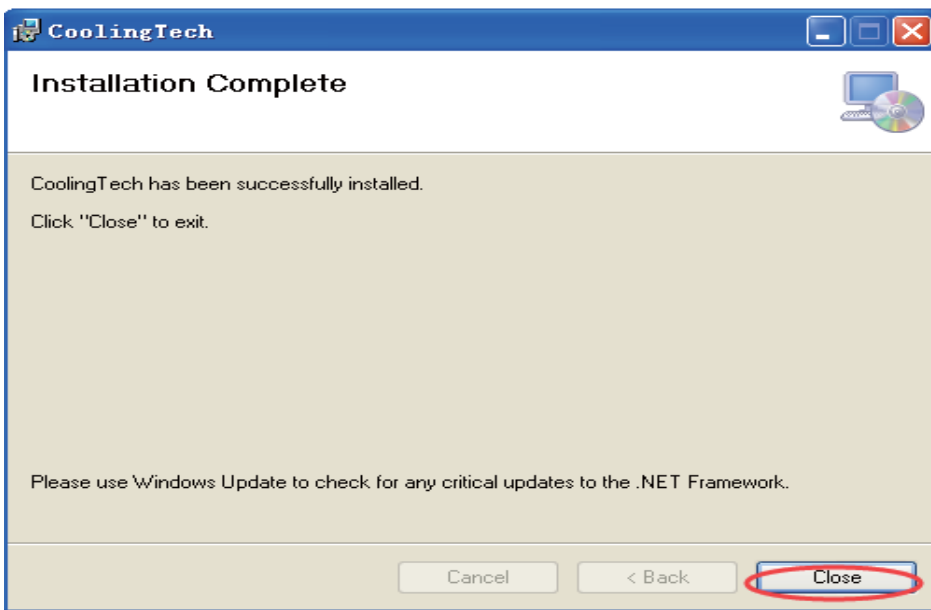 CoolingTech
Installation Complete
CoolingTech has been successfully installed.
Click "Close" to exit.
Please use Windows Update to check for any critical updates to the .NET Framework.
Cancel
< Back
Close